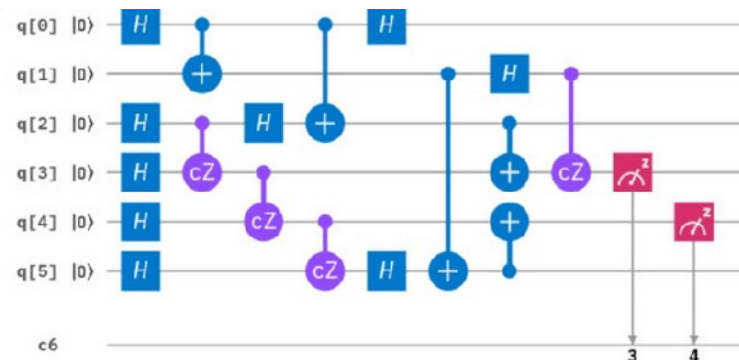 q[0] |0⟩ H H
q[1] |0⟩ + H
q[2] |0⟩ H H +
q[3] |0⟩ H cZ + cZ z
q[4] |0⟩ H cZ + z
q[5] |0⟩ H cZ H +
c6
3 4